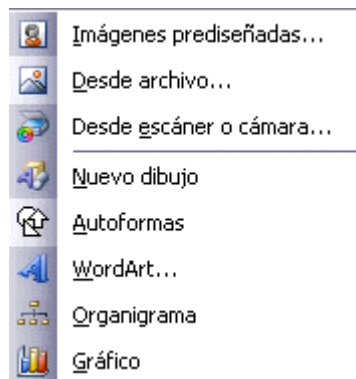 Imágenes prediseñadas...
Desde archivo...
Desde escáner o cámara...
Nuevo dibujo
Autoformas
WordArt...
Organigrama
Gráfico